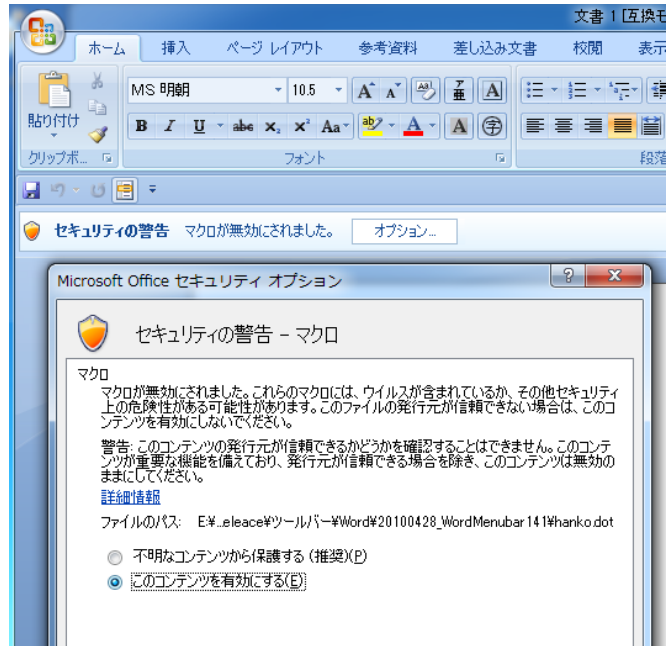 文書 1 [互換モ
ホーム 挿入 ページ レイアウト 参考資料 差し込み文書 校閲 表示
MS 明朝 10.5
貼り付け
B I U abc x₂ x² Aa ab A A 字
クリップボ... フォント 段落
セキュリティの警告 マクロが無効にされました。 オプション...
Microsoft Office セキュリティ オプション
セキュリティの警告 - マクロ
マクロ
マクロが無効にされました。これらのマクロには、ウイルスが含まれているか、その他セキュリティ
上の危険性がある可能性があります。このファイルの発行元が信頼できない場合は、このコ
ンテンツを有効にしないでください。
警告: このコンテンツの発行元が信頼できるかどうかを確認することはできません。このコンテ
ンツが重要な機能を備えており、発行元が信頼できる場合を除き、このコンテンツは無効の
ままにしてください。
詳細情報
ファイルのパス: E:¥...eleace¥ツールバー¥Word¥20100428_WordMenubar141¥hanko.dot
不明なコンテンツから保護する (推奨)(P)
このコンテンツを有効にする(E)